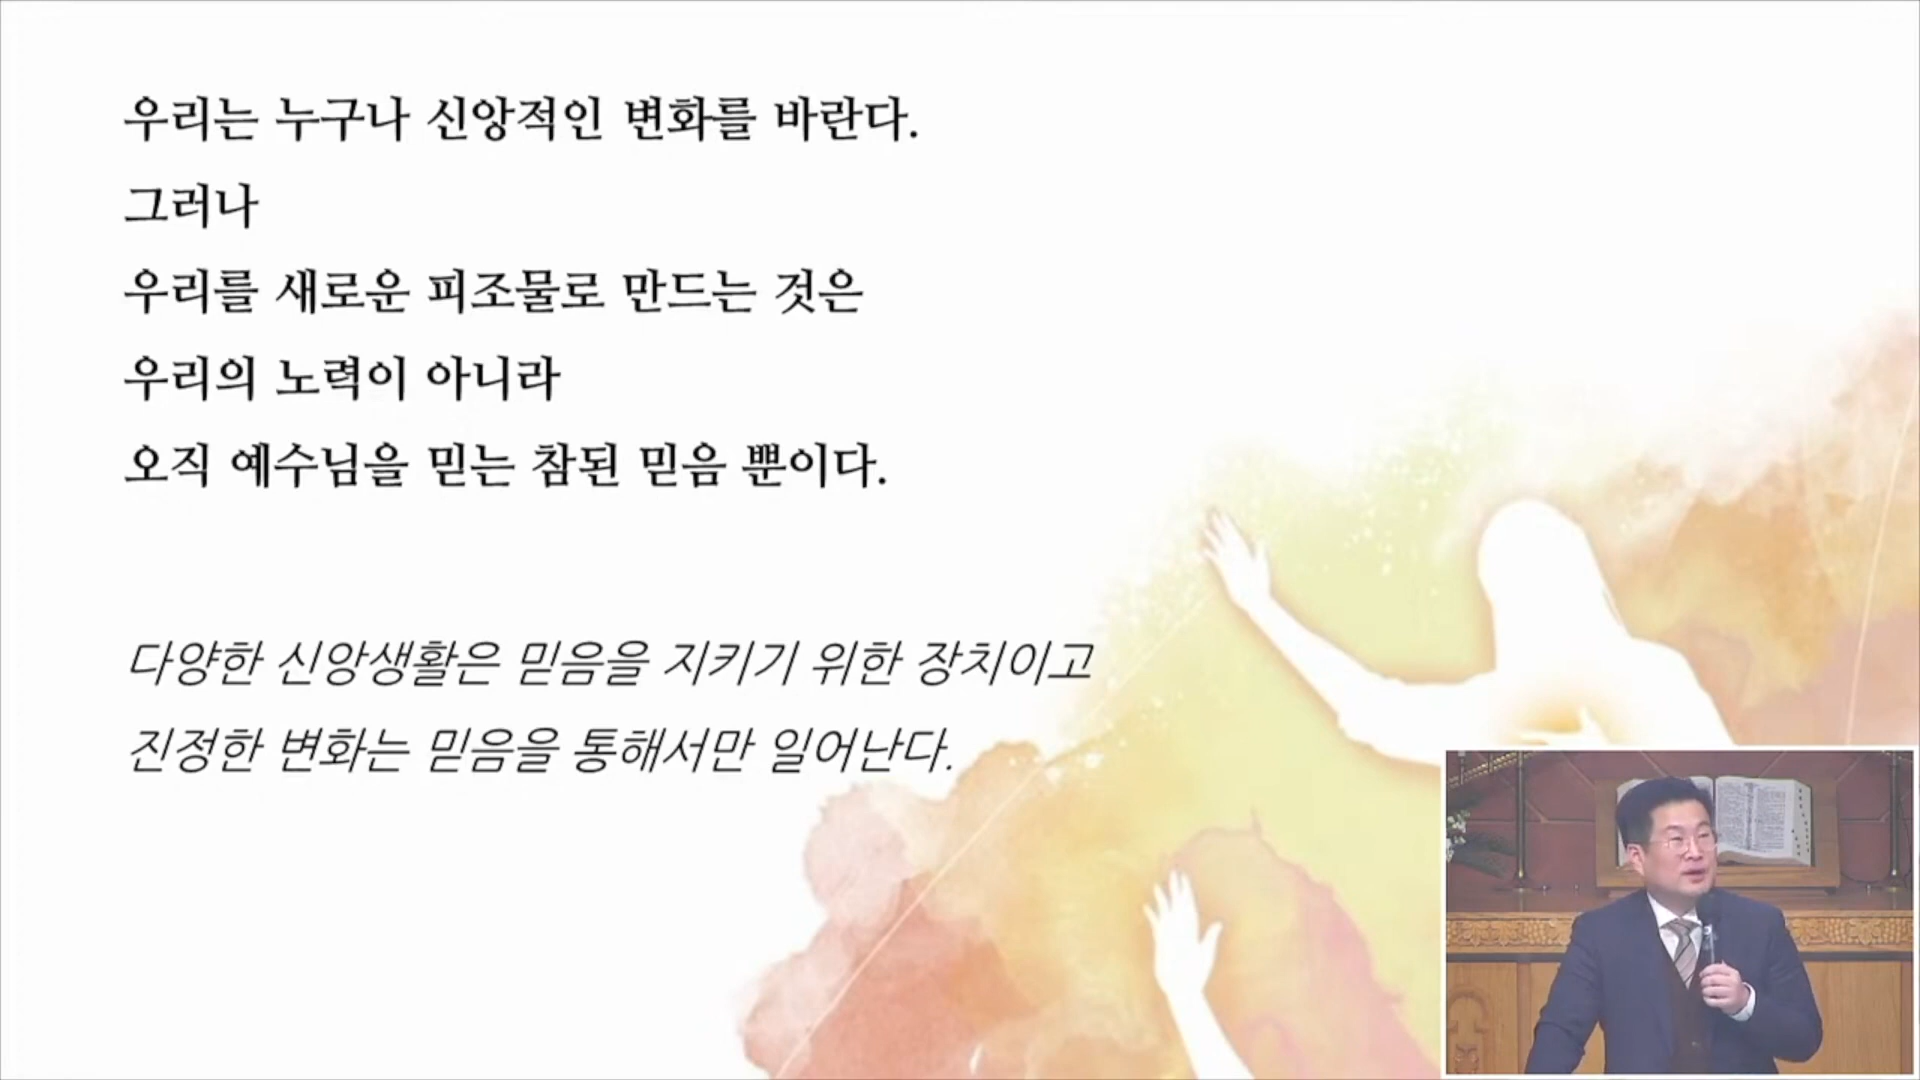 우리는 누구나 신앙적인 변화를 바란다.
그러나
우리를 새로운 피조물로 만드는 것은
우리의 노력이 아니라
오직 예수님을 믿는 참된 믿음 뿐이다.
다양한 신앙생활은 믿음을 지키기 위한 장치이고
진정한 변화는 믿음을 통해서만 일어난다.